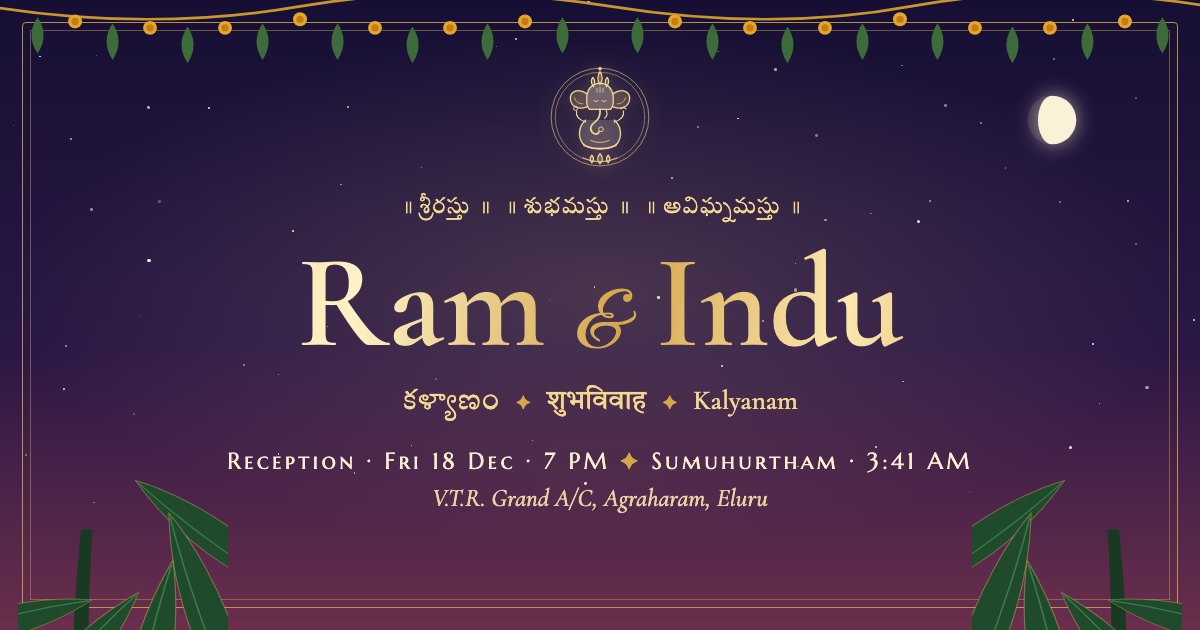 ॥ శ్రీరస్తు ॥ ॥ శుభమస్తు ॥ ॥ అవిఘ్నమస్తు ॥
Ram & Indu
కళ్యాణం ✦ शुभविवाह ✦ Kalyanam
Reception · Fri 18 Dec · 7 PM ✦ Sumuhurtham · 3:41 AM
V.T.R. Grand A/C, Agraharam, Eluru